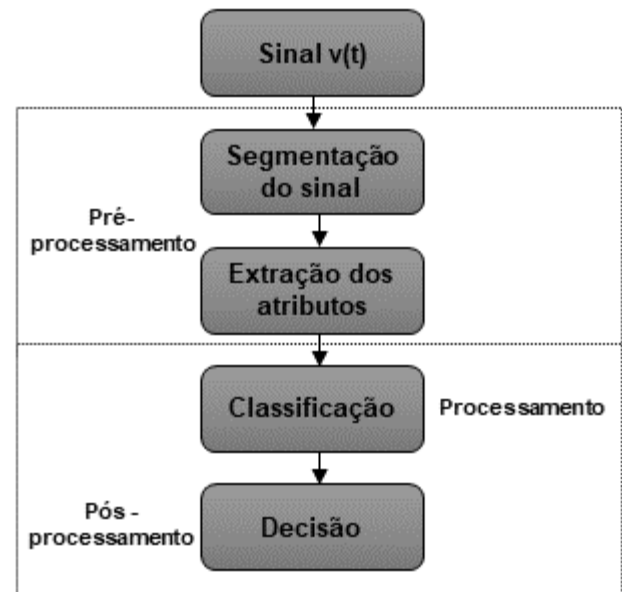 Sinal v(t)
Segmentação
do sinal
Pré-
processamento
Extração dos
atributos
Classificação
Processamento
Pós -
processamento
Decisão